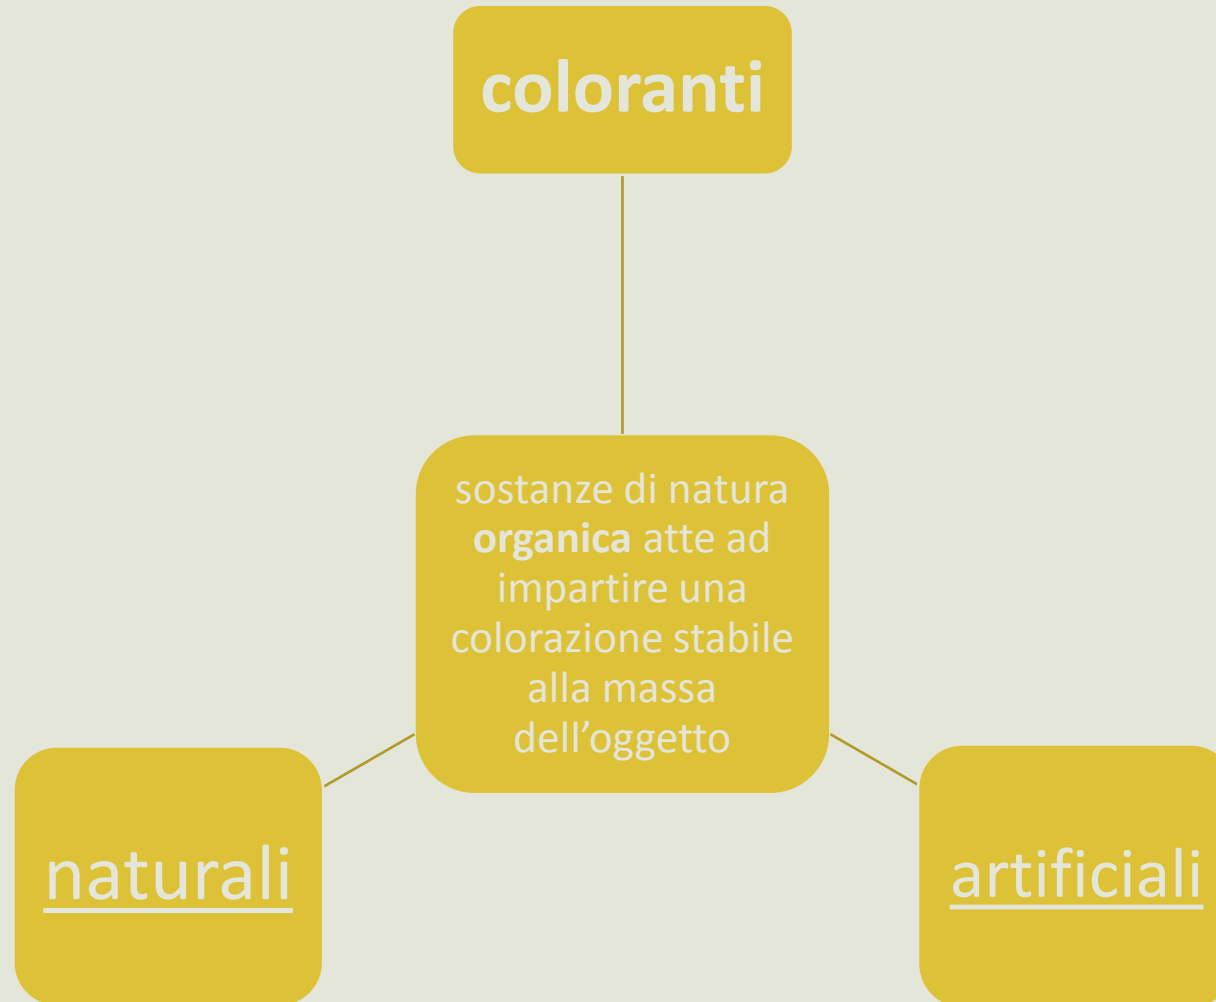 coloranti
sostanze di natura
organica atte ad
impartire una
colorazione stabile
alla massa
dell’oggetto
naturali
artificiali